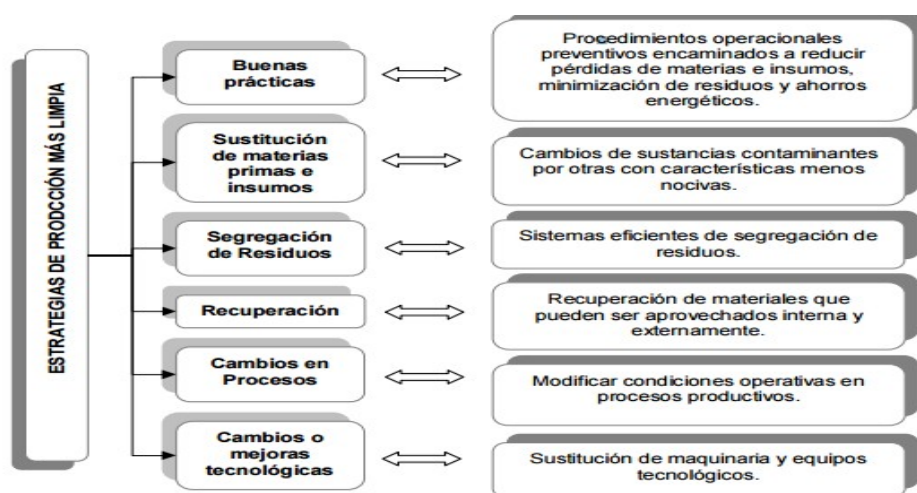 ESTRATEGIAS DE PRODCCIÓN MÁS LIMPIA
Buenas
prácticas
Procedimientos operacionales
preventivos encaminados a reducir
pérdidas de materias e insumos,
minimización de residuos y ahorros
energéticos.
Sustitución
de materias
primas e
insumos
Cambios de sustancias contaminantes
por otras con características menos
nocivas.
Segregación
de Residuos
Sistemas eficientes de segregación de
residuos.
Recuperación
Recuperación de materiales que
pueden ser aprovechados interna y
externamente.
Cambios en
Procesos
Modificar condiciones operativas en
procesos productivos.
Cambios o
mejoras
tecnológicas
Sustitución de maquinaria y equipos
tecnológicos.